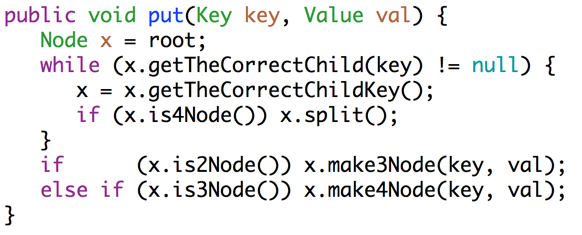 public void put(Key key, Value val) {
   Node x = root;
   while (x.getTheCorrectChild(key) != null) {
      x = x.getTheCorrectChildKey();
      if (x.is4Node()) x.split();
   }
   if      (x.is2Node()) x.make3Node(key, val);
   else if (x.is3Node()) x.make4Node(key, val);
}